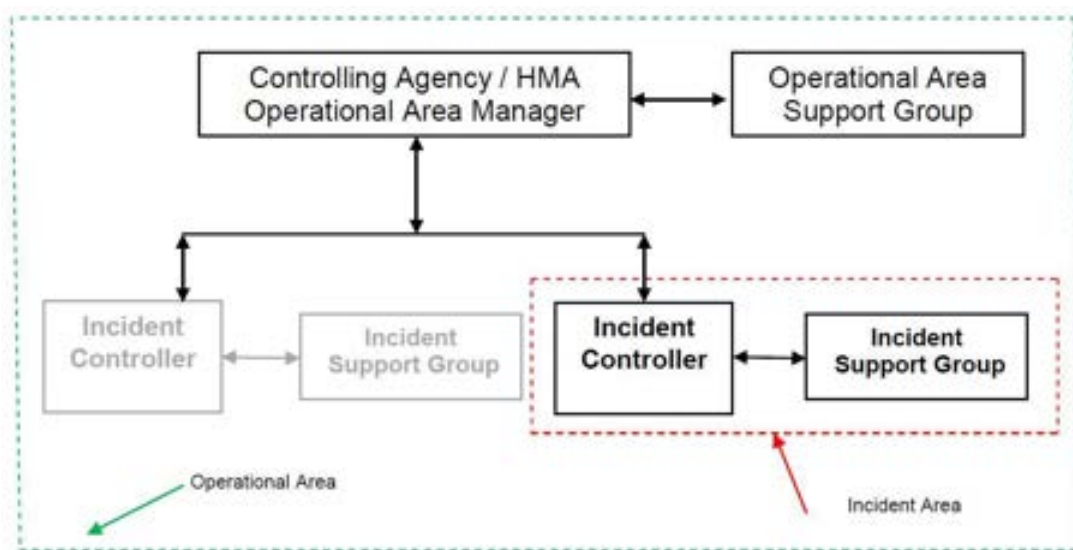 Controlling Agency / HMA
Operational Area Manager
Operational Area
Support Group
Incident
Controller
Incident
Support Group
Incident
Controller
Incident
Support Group
Operational Area
Incident Area